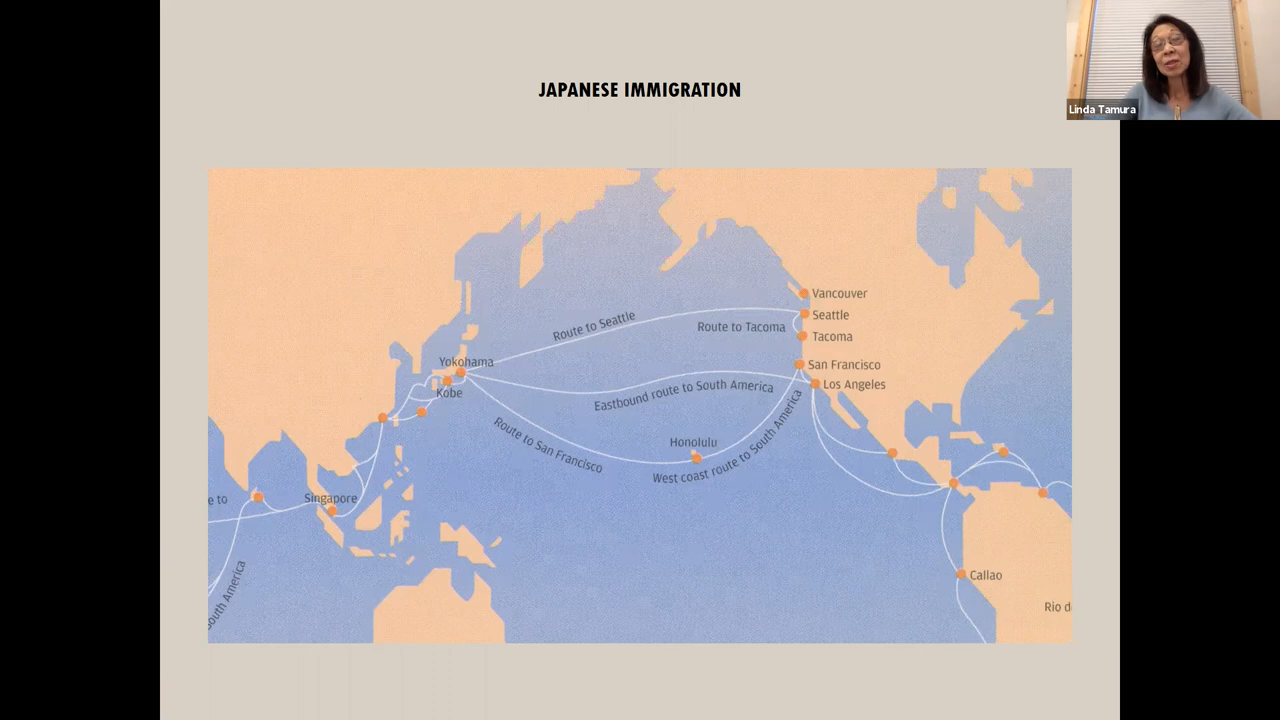 JAPANESE IMMIGRATION
Linda Tamura
Vancouver
Seattle
Route to Seattle
Route to Tacoma
Tacoma
Yokohama
San Francisco
Los Angeles
Kobe
Eastbound route to South America
Route to San Francisco
Honolulu
West coast route to South America
e to
Singapore
outh America
Callao
Rio d